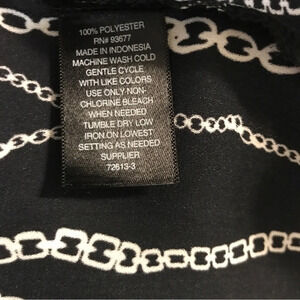 100% POLYESTER
RN# 93677
MADE IN INDONESIA
MACHINE WASH COLD
GENTLE CYCLE
WITH LIKE COLORS
USE ONLY NON-
CHLORINE BLEACH
WHEN NEEDED
TUMBLE DRY LOW
IRON ON LOWEST
SETTING AS NEEDED
SUPPLIER
72613-3